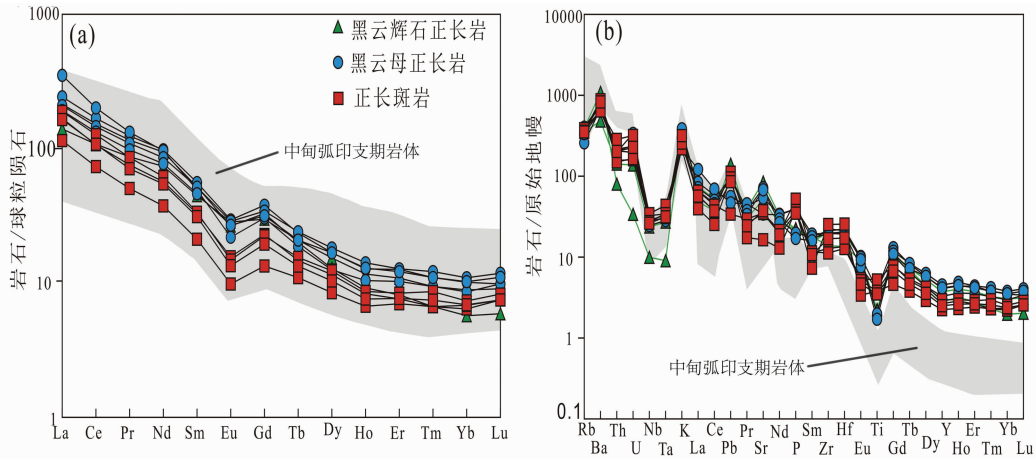 1000
100
10
1
岩石/球粒陨石
(a)
黑云辉石正长岩
黑云母正长岩
正长斑岩
中甸弧印支期岩体
La Ce Pr Nd Sm Eu Gd Tb Dy Ho Er Tm Yb Lu
10000
1000
100
10
1
0.1
岩石/原始地幔
(b)
中甸弧印支期岩体
Rb Th Nb K Ce Pr Nd Sm Hf Ti Tb Y Er Yb
Ba U Ta La Pb Sr P Zr Eu Gd Dy Ho Tm Lu